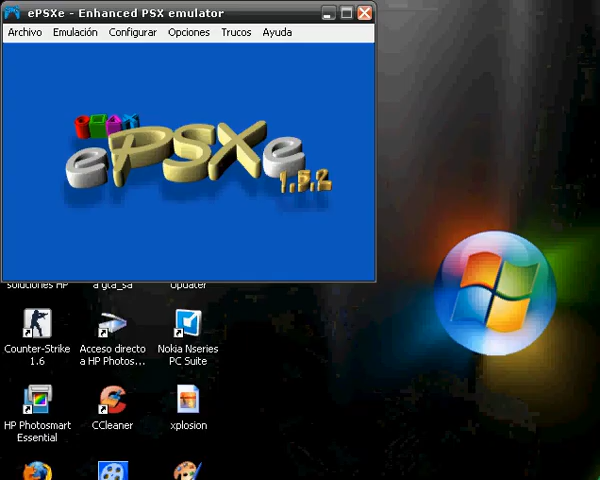 ePSXe - Enhanced PSX emulator
Archivo Emulación Configurar Opciones Trucos Ayuda
ePSXe
1.5.2
soluciones HP
a gta_sa
Updater
Counter-Strike
1.6
Acceso directo
a HP Photos...
Nokia Nseries
PC Suite
HP Photosmart
Essential
CCleaner
xplosion